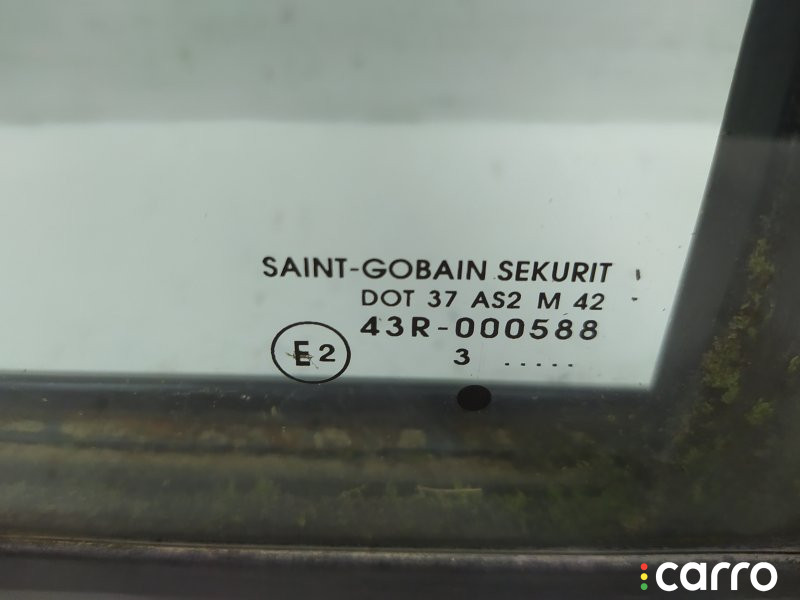 SAINT-GOBAIN SEKURIT
DOT 37 AS2 M 42
43R-000588
E2
3 .....
carro